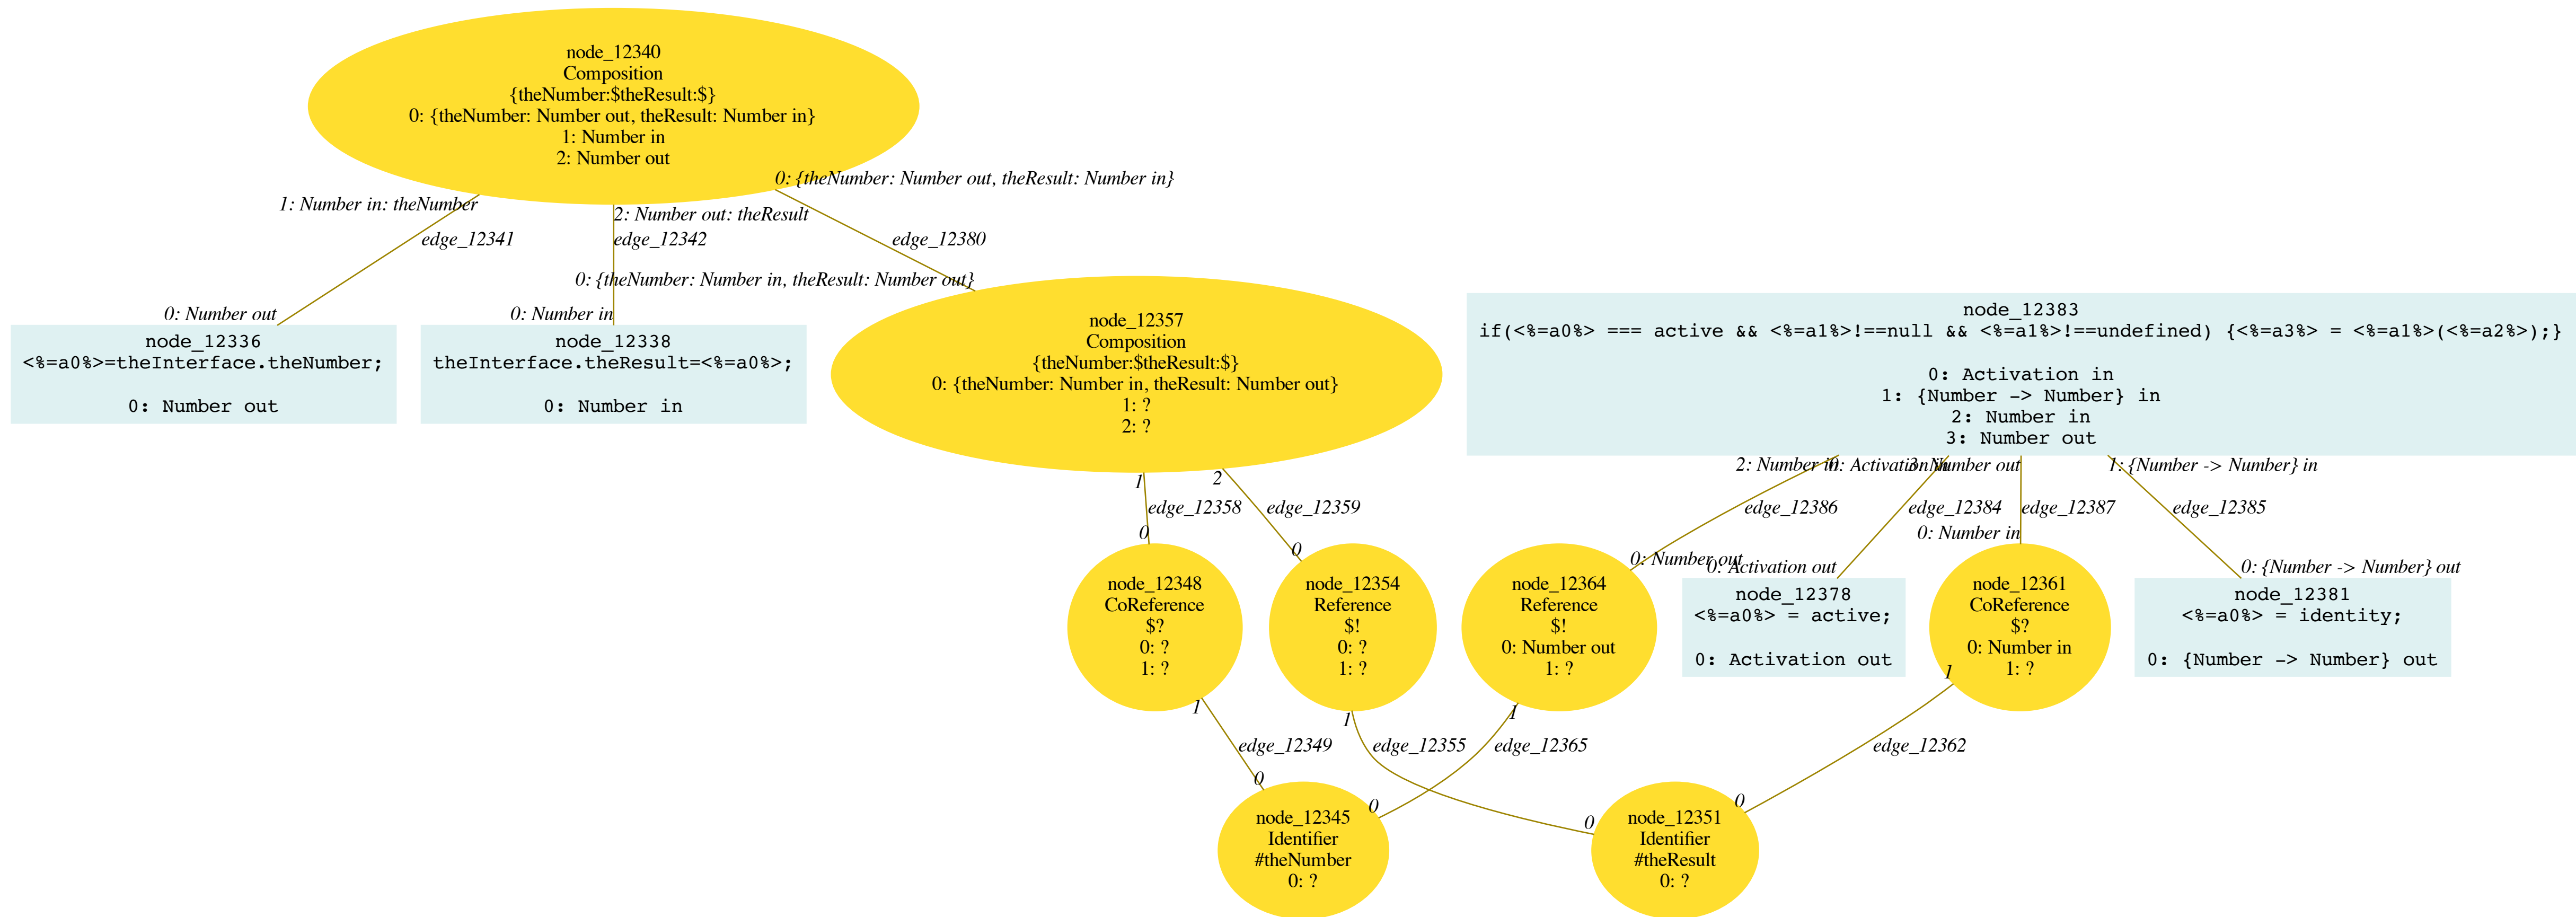 node_12340
Composition
{theNumber:$theResult:$}
0: {theNumber: Number out, theResult: Number in}
1: Number in
2: Number out
0: {theNumber: Number out, theResult: Number in}
1: Number in: theNumber
2: Number out: theResult
edge_12341
edge_12342
edge_12380
0: {theNumber: Number in, theResult: Number out}
0: Number out
0: Number in
node_12336
<%=a0%>=theInterface.theNumber;
0: Number out
node_12338
theInterface.theResult=<%=a0%>;
0: Number in
node_12357
Composition
{theNumber:$theResult:$}
0: {theNumber: Number in, theResult: Number out}
1: ?
2: ?
node_12383
if(<%=a0%> === active && <%=a1%>!==null && <%=a1%>!==undefined) {<%=a3%> = <%=a1%>(<%=a2%>);}
0: Activation in
1: {Number -> Number} in
2: Number in
3: Number out
1
2
2: Number in
0: Activation in
3: Number out
1: {Number -> Number} in
edge_12358
edge_12359
edge_12386
edge_12384
edge_12387
edge_12385
0
0
0: Number out
0: Activation out
0: Number in
0: {Number -> Number} out
node_12348
CoReference
$?
0: ?
1: ?
node_12354
Reference
$!
0: ?
1: ?
node_12364
Reference
$!
0: Number out
1: ?
node_12378
<%=a0%> = active;
0: Activation out
node_12361
CoReference
$?
0: Number in
1: ?
node_12381
<%=a0%> = identity;
0: {Number -> Number} out
1
1
1
1
edge_12349
edge_12355
edge_12365
edge_12362
0
0
0
0
node_12345
Identifier
#theNumber
0: ?
node_12351
Identifier
#theResult
0: ?